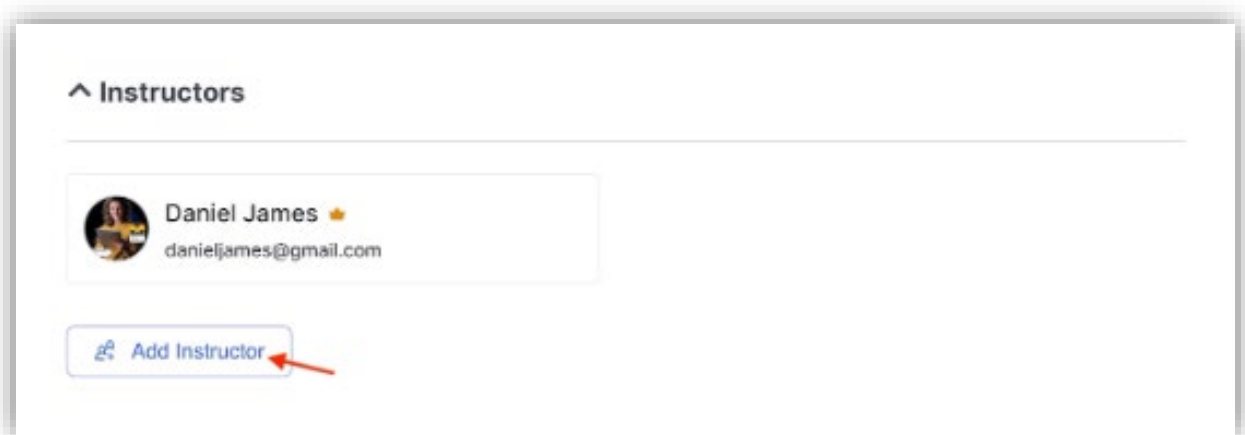 Instructors
Daniel James
danieljames@gmail.com
Add Instructor